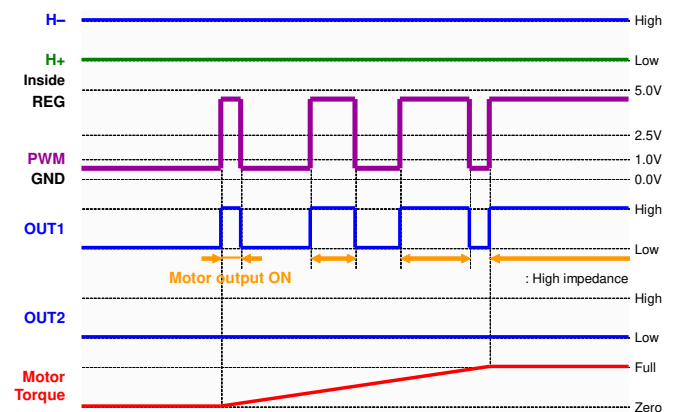 H–
High
H+
Low
Inside
REG
5.0V
2.5V
PWM
1.0V
GND
0.0V
High
OUT1
Low
Motor output ON
: High impedance
High
OUT2
Low
Full
Motor
Torque
Zero